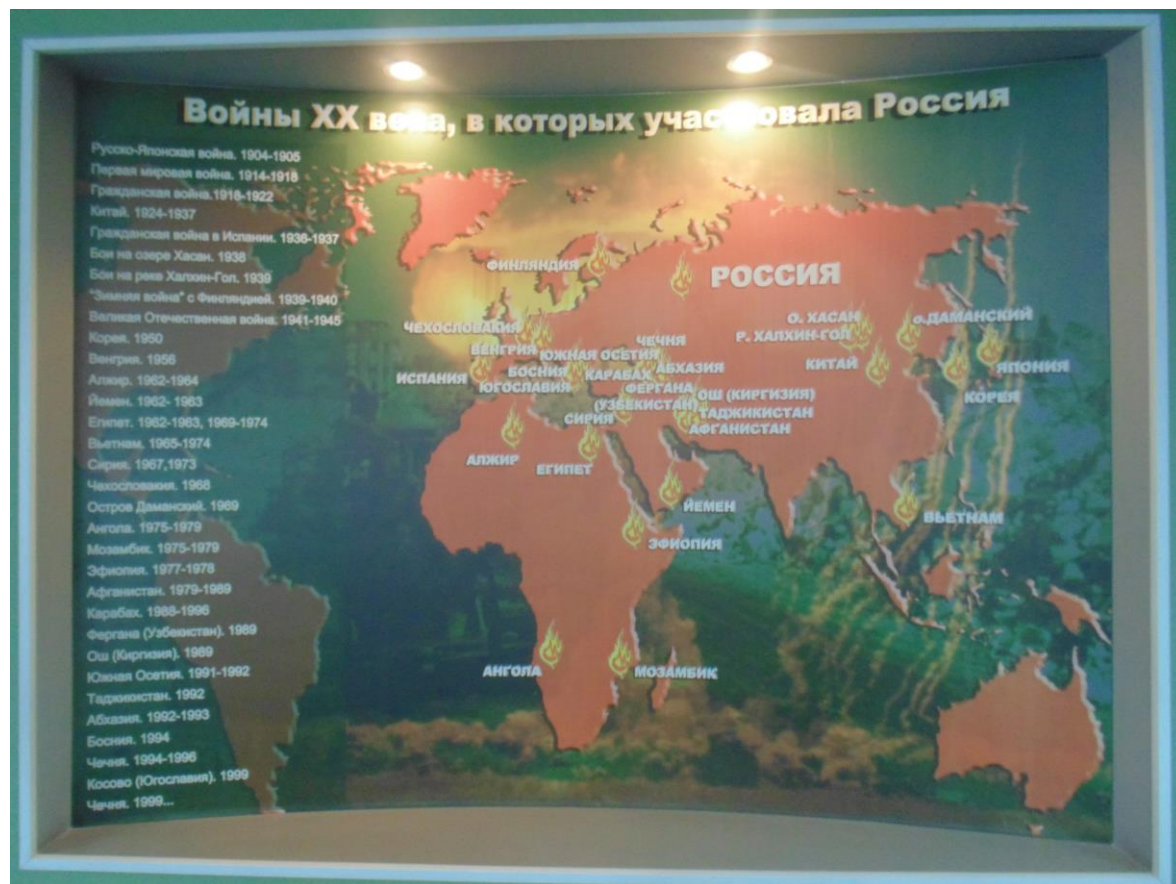 Войны XX века, в которых участвовала Россия
Русско-Японская война. 1904-1905
Первая мировая война. 1914-1918
Гражданская война.1918-1922
Китай. 1924-1937
Гражданская война в Испании. 1936-1937
Бои на озере Хасан. 1938
Бои на реке Халхин-Гол. 1939
"Зимняя война" с Финляндией. 1939-1940
Великая Отечественная война. 1941-1945
Корея. 1950
Венгрия. 1956
Алжир. 1962-1964
Йемен. 1962- 1963
Египет. 1962-1963, 1969-1974
Вьетнам. 1965-1974
Сирия. 1967,1973
Чехословакия. 1968
Остров Даманский. 1969
Ангола. 1975-1979
Мозамбик. 1975-1979
Эфиопия. 1977-1978
Афганистан. 1979-1989
Карабах. 1988-1996
Фергана (Узбекистан). 1989
Ош (Киргизия). 1989
Южная Осетия. 1991-1992
Таджикистан. 1992
Абхазия. 1992-1993
Босния. 1994
Чечня. 1994-1996
Косово (Югославия). 1999
Чечня. 1999...
ФИНЛЯНДИЯ
РОССИЯ
ЧЕХОСЛОВАКИЯ
О. ХАСАН
о.ДАМАНСКИЙ
Р. ХАЛХИН-ГОЛ
ВЕНГРИЯ
ЮЖНАЯ ОСЕТИЯ
ЧЕЧНЯ
КИТАЙ
ЯПОНИЯ
ИСПАНИЯ
БОСНИЯ
КАРАБАХ
АБХАЗИЯ
ЮГОСЛАВИЯ
ФЕРГАНА
(УЗБЕКИСТАН)
ОШ (КИРГИЗИЯ)
КОРЕЯ
СИРИЯ
ТАДЖИКИСТАН
АФГАНИСТАН
АЛЖИР
ЕГИПЕТ
ЙЕМЕН
ВЬЕТНАМ
ЭФИОПИЯ
АНГОЛА
МОЗАМБИК